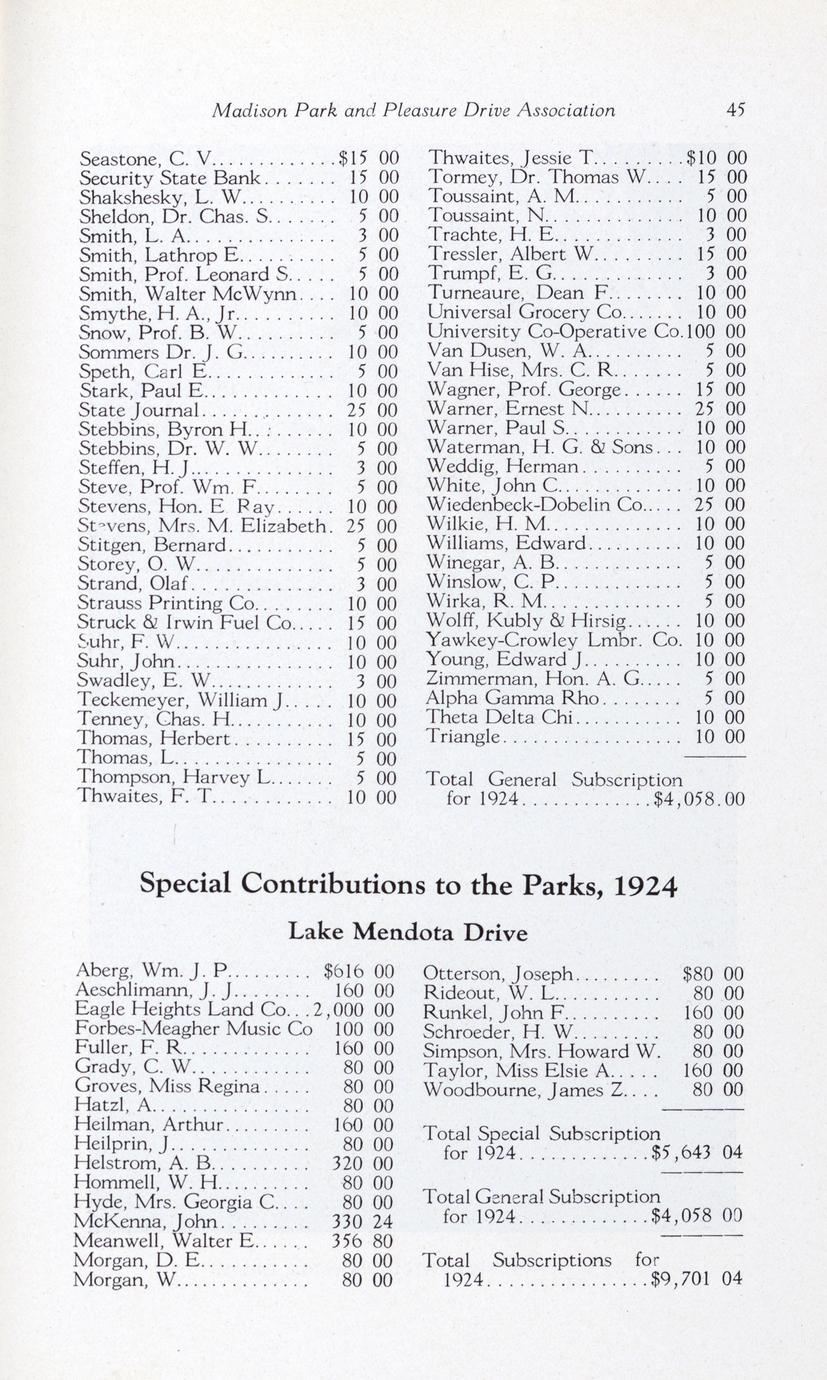 Madison Park and Pleasure Drive Association 45
Seastone, C. V. . . . . . . . . . . . . $15 00
Security State Bank . . . . . . . 15 00
Shakshesky, L. W. . . . . . . . . . 10 00
Sheldon, Dr. Chas. S. . . . . . . 5 00
Smith, L. A. . . . . . . . . . . . . . . 3 00
Smith, Lathrop E. . . . . . . . . . 5 00
Smith, Prof. Leonard S. . . . . 5 00
Smith, Walter McWynn . . . . 10 00
Smythe, H. A., Jr. . . . . . . . . . 10 00
Snow, Prof. B. W. . . . . . . . . . 5 00
Sommers Dr. J. G. . . . . . . . . . 10 00
Speth, Carl E. . . . . . . . . . . . . 5 00
Stark, Paul E. . . . . . . . . . . . . 10 00
State Journal . . . . . . . . . . . . . 25 00
Stebbins, Byron H. . . . . . . . . 10 00
Stebbins, Dr. W. W. . . . . . . . 5 00
Steffen, H. J. . . . . . . . . . . . . . 3 00
Steve, Prof. Wm. F. . . . . . . . 5 00
Stevens, Hon. E Ray . . . . . . 10 00
Stevens, Mrs. M. Elizabeth. 25 00
Stitgen, Bernard . . . . . . . . . . . 5 00
Storey, O. W. . . . . . . . . . . . . . 5 00
Strand, Olaf . . . . . . . . . . . . . . 3 00
Strauss Printing Co. . . . . . . . 10 00
Struck & Irwin Fuel Co. . . . . 15 00
Suhr, F. W. . . . . . . . . . . . . . . . 10 00
Suhr, John . . . . . . . . . . . . . . . 10 00
Swadley, E. W. . . . . . . . . . . . . 3 00
Teckemeyer, William J. . . . . 10 00
Tenney, Chas. H. . . . . . . . . . . 10 00
Thomas, Herbert . . . . . . . . . . 15 00
Thomas, L. . . . . . . . . . . . . . . . 5 00
Thompson, Harvey L. . . . . . . 5 00
Thwaites, F. T. . . . . . . . . . . . . 10 00
Thwaites, Jessie T. . . . . . . . . $10 00
Tormey, Dr. Thomas W. . . . 15 00
Toussaint, A. M. . . . . . . . . . . 5 00
Toussaint, N. . . . . . . . . . . . . . 10 00
Trachte, H. E. . . . . . . . . . . . . 3 00
Tressler, Albert W. . . . . . . . . 15 00
Trumpf, E. G. . . . . . . . . . . . . 3 00
Turneaure, Dean F. . . . . . . . 10 00
Universal Grocery Co. . . . . . . 10 00
University Co-Operative Co. 100 00
Van Dusen, W. A. . . . . . . . . . 5 00
Van Hise, Mrs. C. R. . . . . . . 5 00
Wagner, Prof. George . . . . . . 15 00
Warner, Ernest N. . . . . . . . . . 25 00
Warner, Paul S. . . . . . . . . . . . 10 00
Waterman, H. G. & Sons . . . 10 00
Weddig, Herman . . . . . . . . . . 5 00
White, John C. . . . . . . . . . . . . 10 00
Wiedenbeck-Dobelin Co. . . . . 25 00
Wilkie, H. M. . . . . . . . . . . . . . 10 00
Williams, Edward . . . . . . . . . . 10 00
Winegar, A. B. . . . . . . . . . . . . 5 00
Winslow, C. P. . . . . . . . . . . . . 5 00
Wirka, R. M. . . . . . . . . . . . . . 5 00
Wolff, Kubly & Hirsig . . . . . . 10 00
Yawkey-Crowley Lmbr. Co. 10 00
Young, Edward J. . . . . . . . . . 10 00
Zimmerman, Hon. A. G. . . . . 5 00
Alpha Gamma Rho . . . . . . . . 5 00
Theta Delta Chi . . . . . . . . . . . 10 00
Triangle . . . . . . . . . . . . . . . . . . 10 00
Total General Subscription
for 1924 . . . . . . . . . . . . . $4,058.00
Special Contributions to the Parks, 1924
Lake Mendota Drive
Aberg, Wm. J. P. . . . . . . . . $616 00
Aeschlimann, J. J. . . . . . . . 160 00
Eagle Heights Land Co. . . 2,000 00
Forbes-Meagher Music Co 100 00
Fuller, F. R. . . . . . . . . . . . . 160 00
Grady, C. W. . . . . . . . . . . . 80 00
Groves, Miss Regina . . . . . 80 00
Hatzl, A. . . . . . . . . . . . . . . . 80 00
Heilman, Arthur . . . . . . . . . 160 00
Heilprin, J. . . . . . . . . . . . . . 80 00
Helstrom, A. B. . . . . . . . . . 320 00
Hommell, W. H. . . . . . . . . . 80 00
Hyde, Mrs. Georgia C. . . . 80 00
McKenna, John . . . . . . . . . 330 24
Meanwell, Walter E. . . . . . 356 80
Morgan, D. E. . . . . . . . . . . 80 00
Morgan, W. . . . . . . . . . . . . . 80 00
Otterson, Joseph . . . . . . . . . $80 00
Rideout, W. L. . . . . . . . . . . 80 00
Runkel, John F. . . . . . . . . . 160 00
Schroeder, H. W. . . . . . . . . 80 00
Simpson, Mrs. Howard W. 80 00
Taylor, Miss Elsie A. . . . . 160 00
Woodbourne, James Z. . . . 80 00
Total Special Subscription
for 1924 . . . . . . . . . . . . . $5,643 04
Total General Subscription
for 1924 . . . . . . . . . . . . . $4,058 00
Total Subscriptions for
1924 . . . . . . . . . . . . . . . . $9,701 04